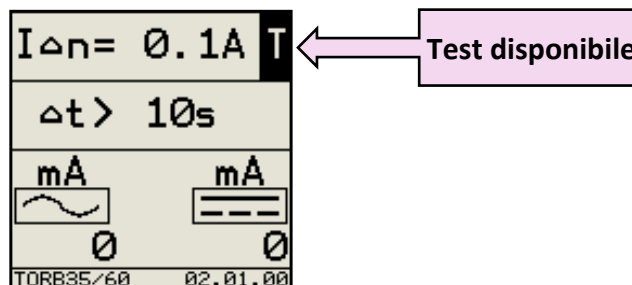 I△n= 0.1A T
Test disponibile
△t> 10s
mA mA
0 0
TORB35/60 02.01.00